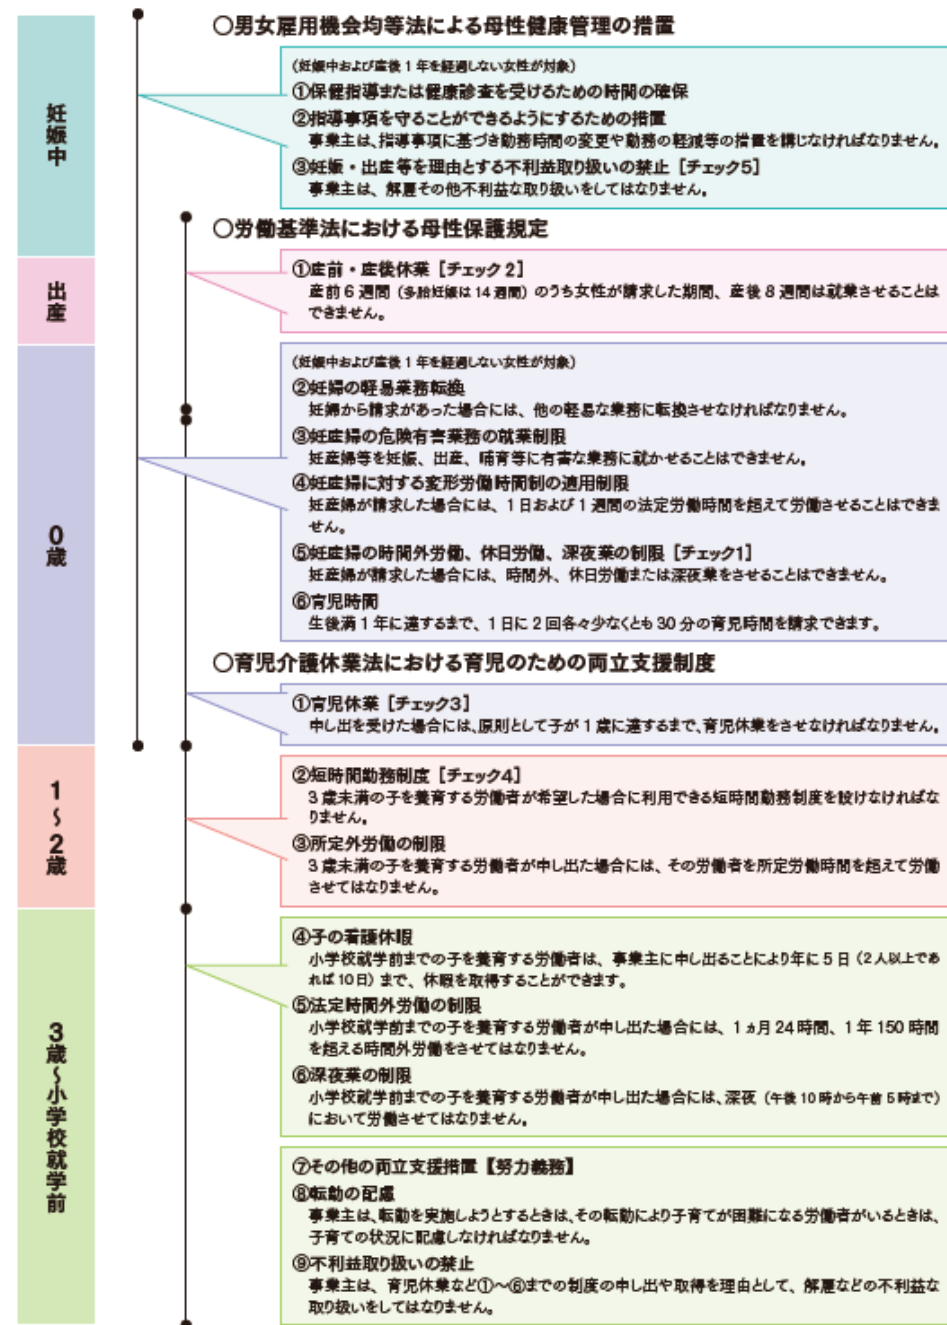 妊娠中
出産
0歳
1～2歳
3歳～小学校就学前
○男女雇用機会均等法による母性健康管理の措置
(妊娠中および産後1年を経過しない女性が対象)
①保健指導または健康診査を受けるための時間の確保
②指導事項を守ることができるようにするための措置
事業主は、指導事項に基づき勤務時間の変更や勤務の軽減等の措置を講じなければなりません。
③妊娠・出産等を理由とする不利益取り扱いの禁止［チェック5］
事業主は、解雇その他不利益な取り扱いをしてはなりません。
○労働基準法における母性保護規定
①産前・産後休業［チェック2］
産前6週間（多胎妊娠は14週間）のうち女性が請求した期間、産後8週間は就業させることは
できません。
(妊娠中および産後1年を経過しない女性が対象)
②妊婦の軽易業務転換
妊婦から請求があった場合には、他の軽易な業務に転換させなければなりません。
③妊産婦の危険有害業務の就業制限
妊産婦等を妊娠、出産、哺育等に有害な業務に就かせることはできません。
④妊産婦に対する変形労働時間制の適用制限
妊産婦が請求した場合には、1日および1週間の法定労働時間を超えて労働させることはできま
せん。
⑤妊産婦の時間外労働、休日労働、深夜業の制限［チェック1］
妊産婦が請求した場合には、時間外、休日労働または深夜業をさせることはできません。
⑥育児時間
生後満1年に達するまで、1日に2回各々少なくとも30分の育児時間を請求できます。
○育児介護休業法における育児のための両立支援制度
①育児休業［チェック3］
申し出を受けた場合には、原則として子が1歳に達するまで、育児休業をさせなければなりません。
②短時間勤務制度［チェック4］
3歳未満の子を養育する労働者が希望した場合に利用できる短時間勤務制度を設けなければな
りません。
③所定外労働の制限
3歳未満の子を養育する労働者が申し出た場合には、その労働者を所定労働時間を超えて労働
させてはなりません。
④子の看護休暇
小学校就学前までの子を養育する労働者は、事業主に申し出ることにより年に5日（2人以上であ
れば10日）まで、休暇を取得することができます。
⑤法定時間外労働の制限
小学校就学前までの子を養育する労働者が申し出た場合には、1ヵ月24時間、1年150時間
を超える時間外労働をさせてはなりません。
⑥深夜業の制限
小学校就学前までの子を養育する労働者が申し出た場合には、深夜（午後10時から午前5時まで）
において労働させてはなりません。
⑦その他の両立支援措置【努力義務】
⑧転勤の配慮
事業主は、転勤を実施しようとするときは、その転勤により子育てが困難になる労働者がいるときは、
子育ての状況に配慮しなければなりません。
⑨不利益取り扱いの禁止
事業主は、育児休業など①～⑥までの制度の申し出や取得を理由として、解雇などの不利益な
取り扱いをしてはなりません。